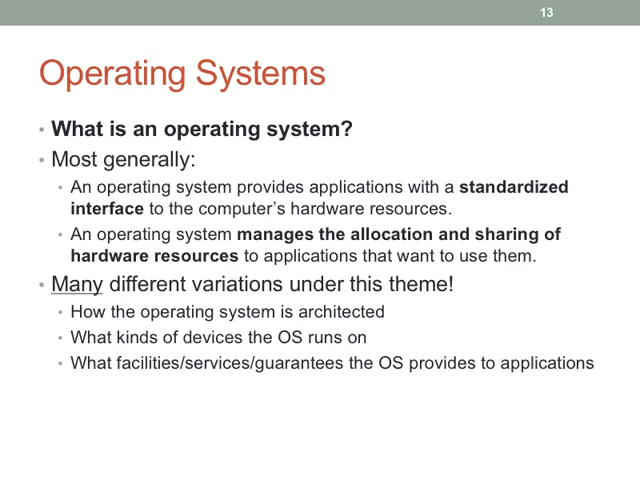 13
Operating Systems
• What is an operating system?
• Most generally:
• An operating system provides applications with a standardized
interface to the computer's hardware resources.
• An operating system manages the allocation and sharing of
hardware resources to applications that want to use them.
• Many different variations under this theme!
• How the operating system is architected
• What kinds of devices the OS runs on
• What facilities/services/guarantees the OS provides to applications